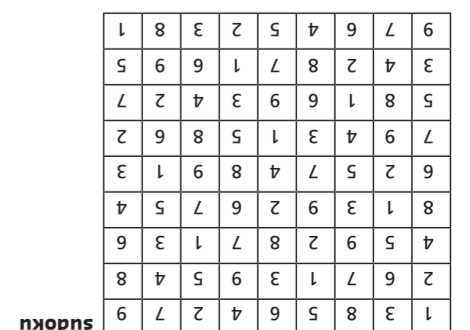 sudoku
1 3 8 5 6 4 2 7 9
2 6 7 1 3 9 5 4 8
4 5 9 2 8 7 1 3 6
8 1 3 9 2 6 7 5 4
6 2 5 7 4 8 9 1 3
7 9 4 3 1 5 8 6 2
5 8 1 6 9 3 4 2 7
3 4 2 8 7 1 6 9 5
9 7 6 4 5 2 3 8 1